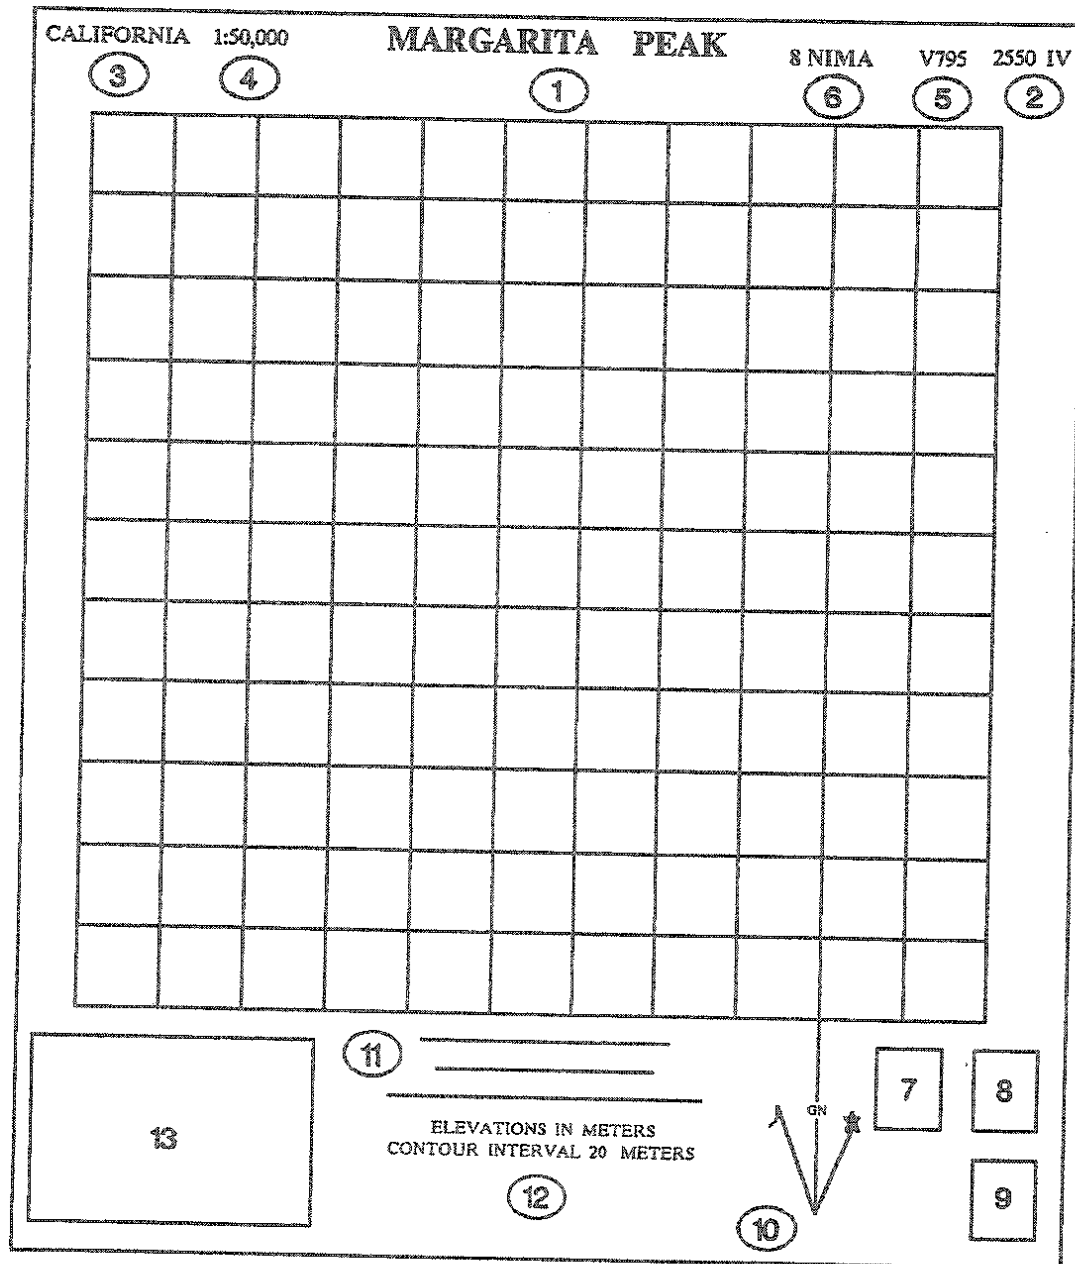 CALIFORNIA 1:50,000 MARGARITA PEAK 8 NIMA V795 2550 IV
3 4 1 6 5 2
11
7 8
GN
13
ELEVATIONS IN METERS
CONTOUR INTERVAL 20 METERS
12
9
10